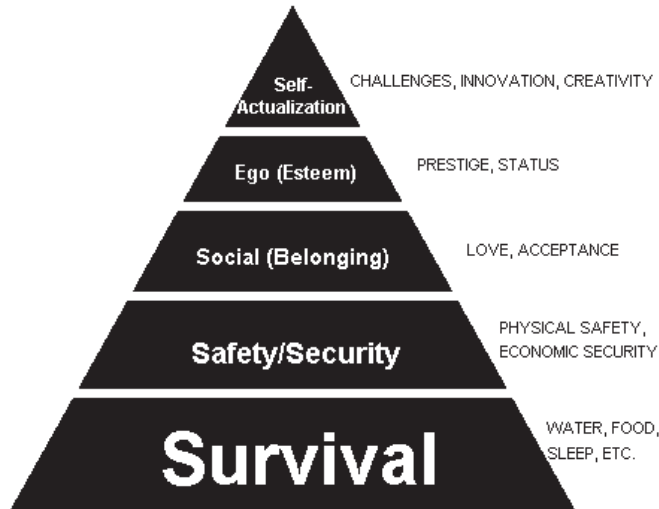 Self-
Actualization
CHALLENGES, INNOVATION, CREATIVITY
Ego (Esteem)
PRESTIGE, STATUS
Social (Belonging)
LOVE, ACCEPTANCE
Safety/Security
PHYSICAL SAFETY,
ECONOMIC SECURITY
Survival
WATER, FOOD,
SLEEP, ETC.